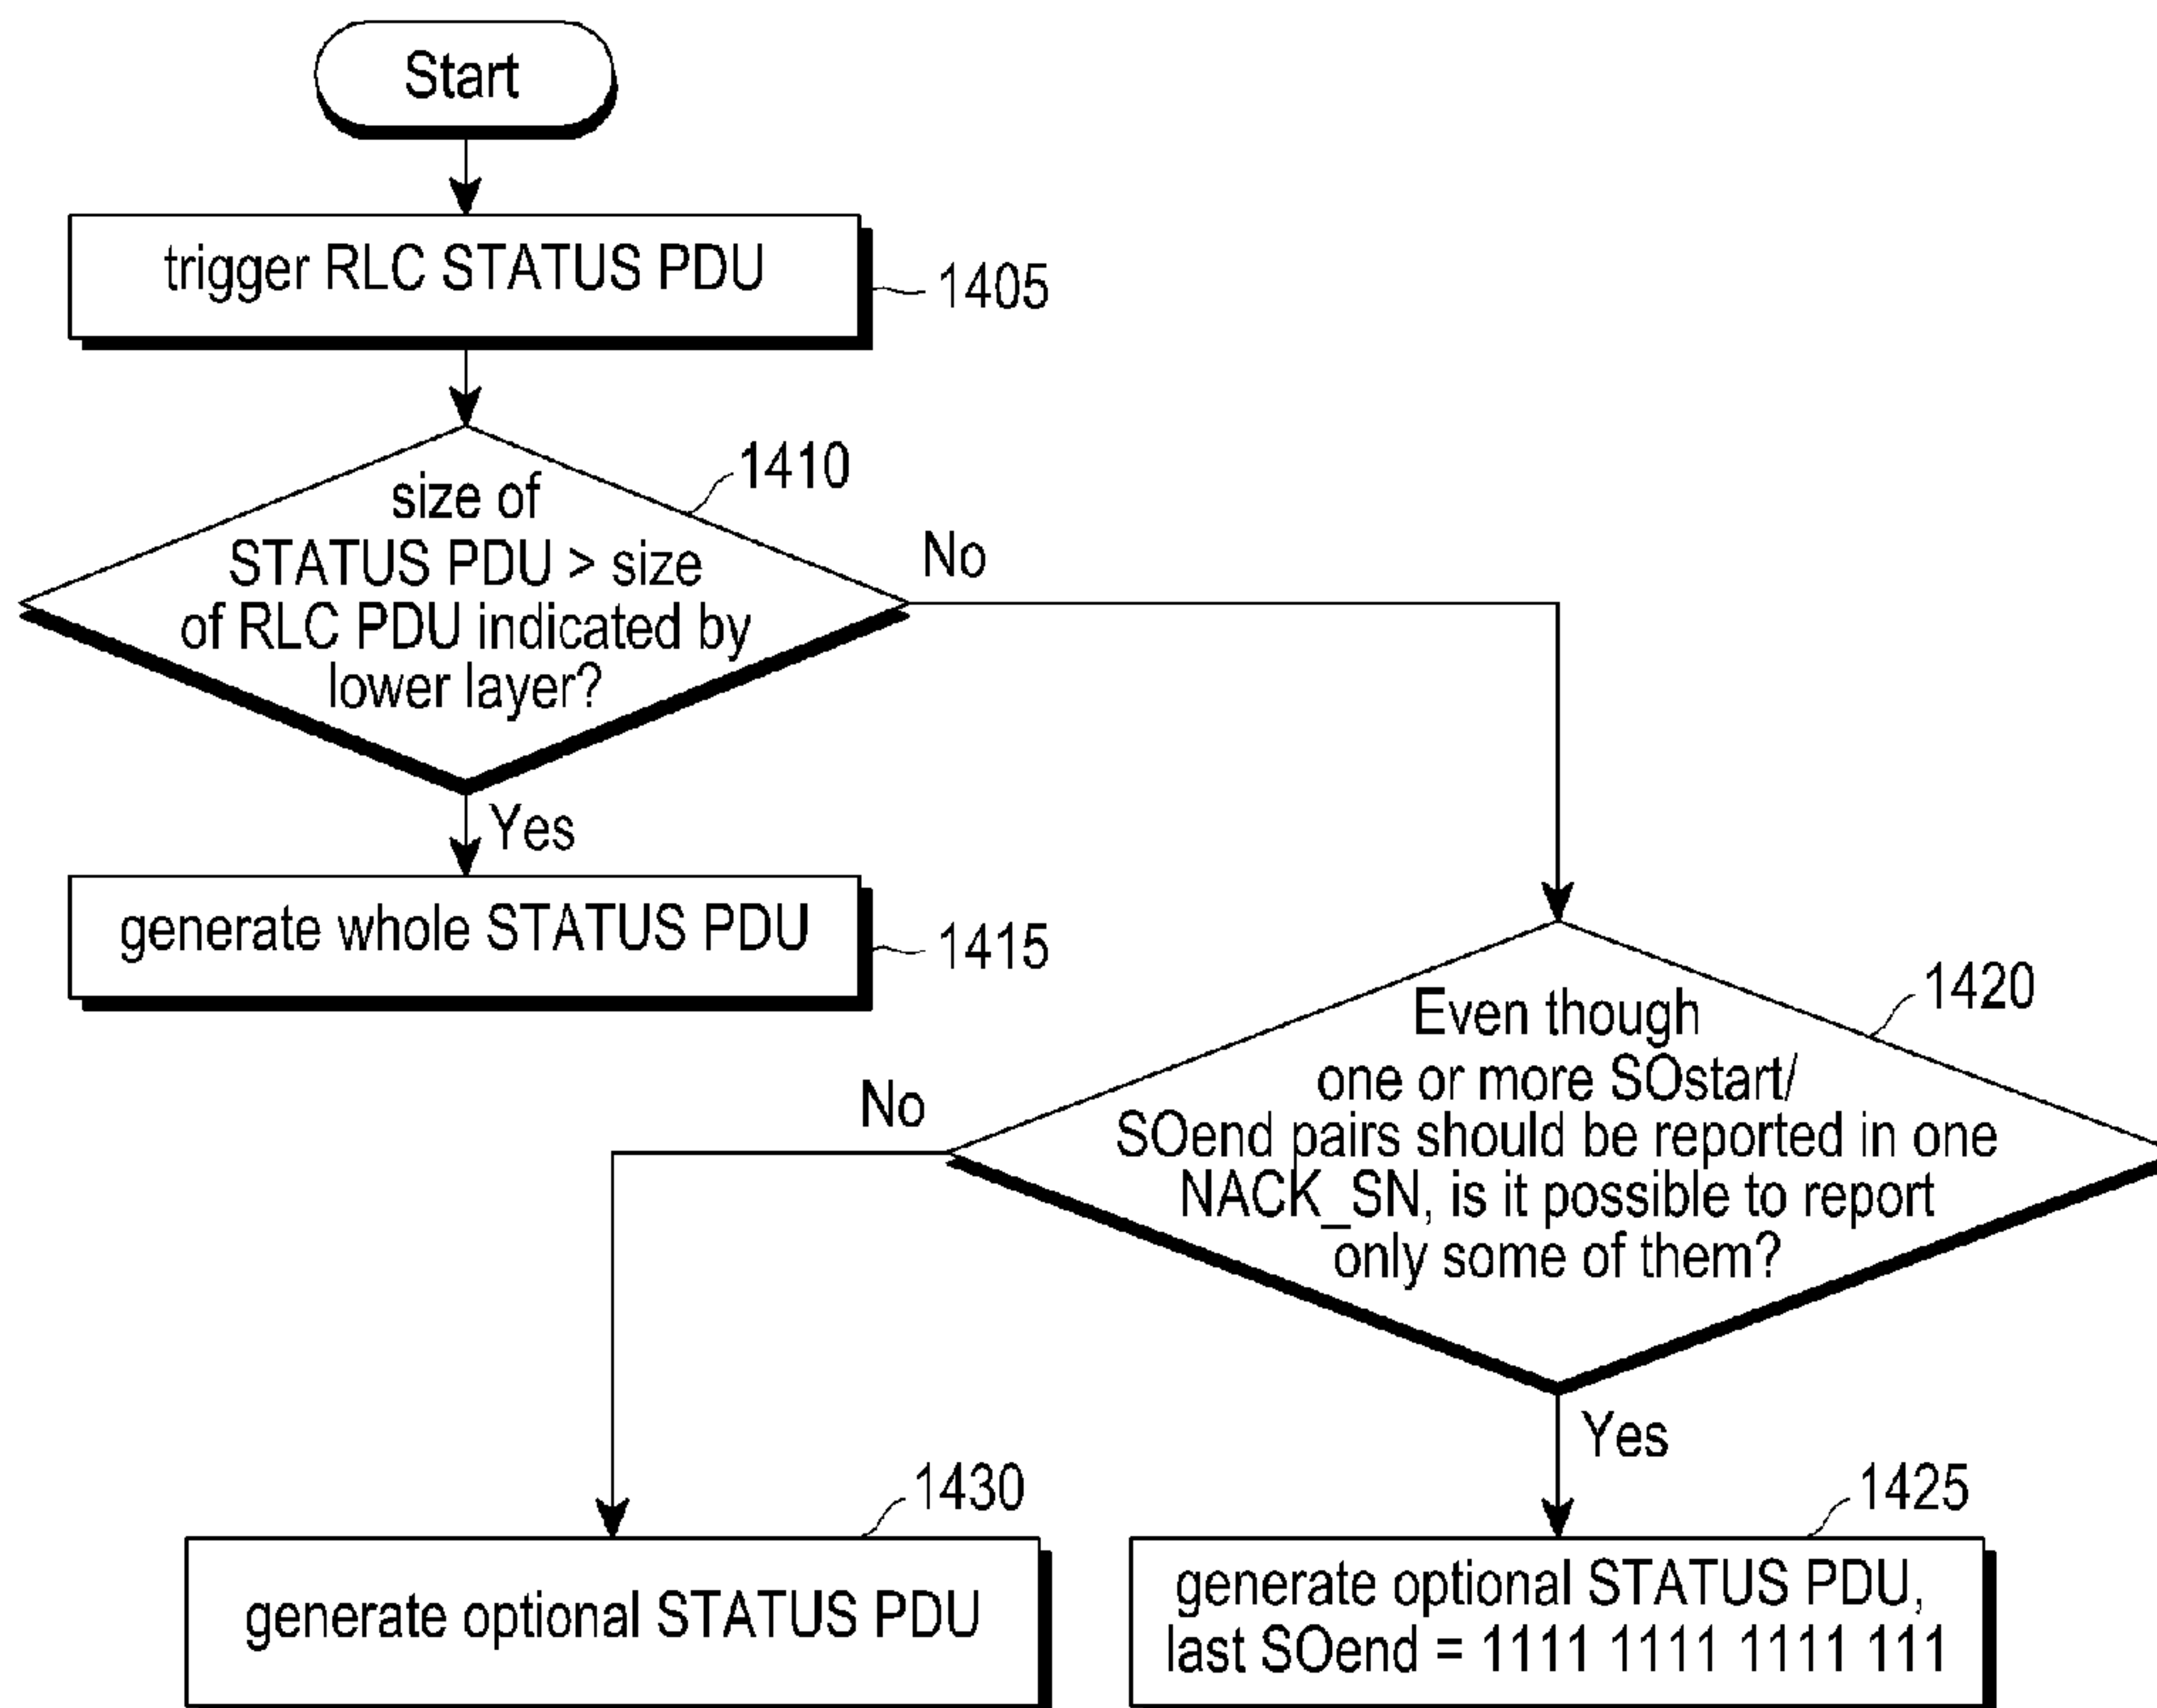 Start
trigger RLC STATUS PDU
1405
1410
size of
STATUS PDU > size
of RLC PDU indicated by
lower layer?
No
Yes
generate whole STATUS PDU
1415
1420
Even though
one or more SOstart/
SOend pairs should be reported in one
NACK_SN, is it possible to report
only some of them?
No
Yes
1430
generate optional STATUS PDU
1425
generate optional STATUS PDU,
last SOend = 1111 1111 1111 111